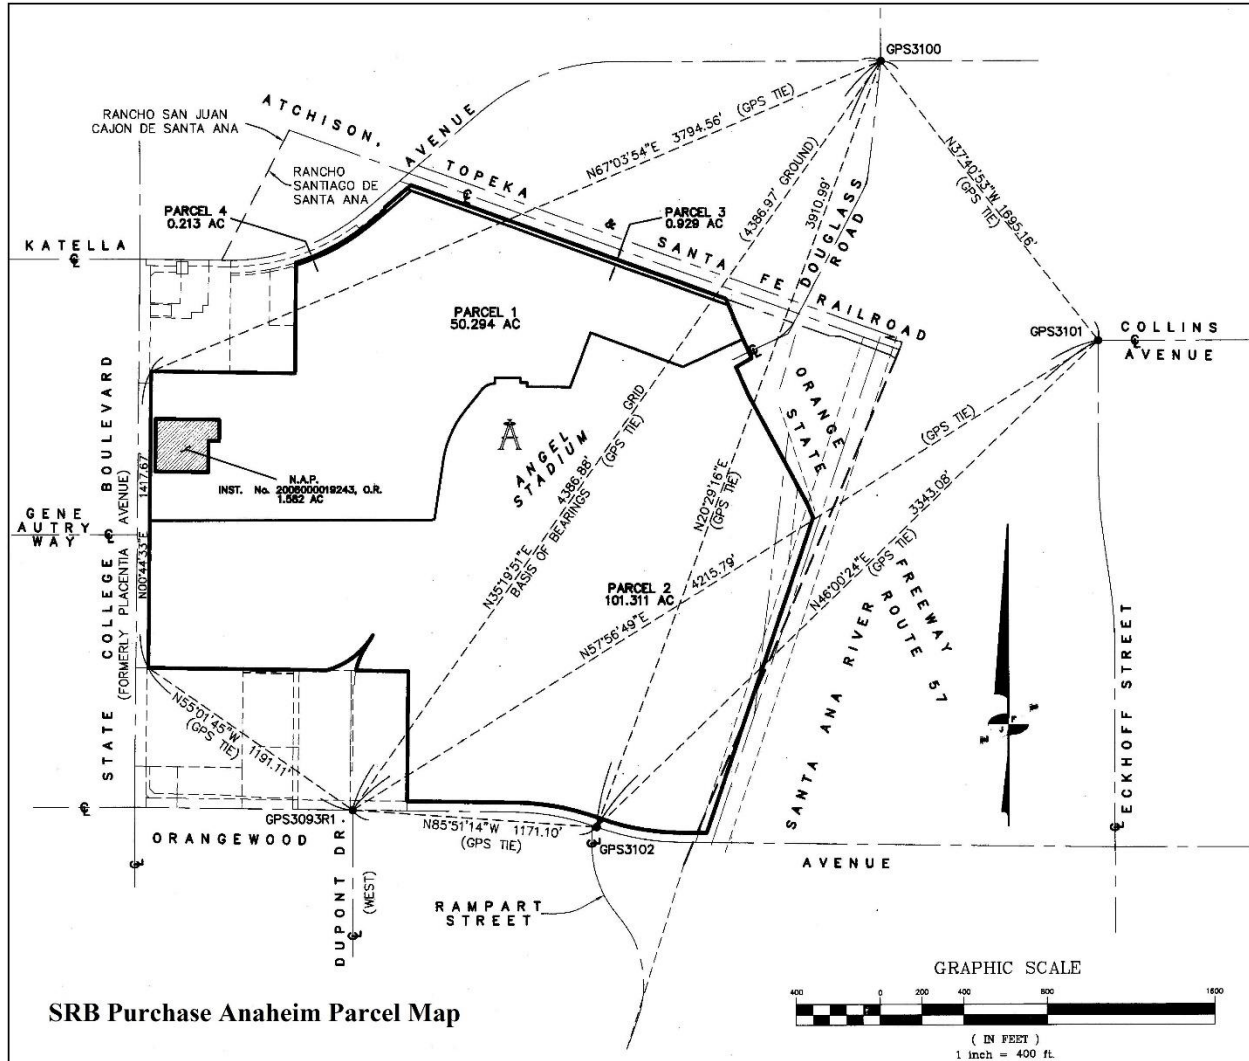 GPS3100
ATCHISON,
TOPEKA
&
SANTA FE RAILROAD
RANCHO SAN JUAN
CAJON DE SANTA ANA
RANCHO
SANTIAGO DE
SANTA ANA
AVENUE
N67°03'54"E 3794.56' (GPS TIE)
(4386.97' GROUND)
3910.99'
DOUGLASS
ROAD
N37°40'53"W 1695.16'
(GPS TIE)
PARCEL 4
0.213 AC
PARCEL 3
0.929 AC
KATELLA
PARCEL 1
50.294 AC
GPS3101
COLLINS
AVENUE
ORANGE
STATE
A
ANGEL
STADIUM
N35°19'51"E 4386.88' GRID
BASIS OF BEARINGS (GPS TIE)
N20°29'16"E
(GPS TIE)
(GPS TIE)
N.A.P.
INST. No. 2006000019243, O.R.
1.582 AC
GENE
AUTRY
WAY
STATE COLLEGE BOULEVARD
(FORMERLY PLACENTIA AVENUE)
N00°44'33"E 1417.67'
N57°56'49"E 4215.79'
N46°00'24"E 3343.08'
(GPS TIE)
PARCEL 2
101.311 AC
FREEWAY
ROUTE 57
SANTA ANA RIVER
ECKHOFF STREET
N55°01'45"W 1191.11'
(GPS TIE)
GPS3093R1
N85°51'14"W 1171.10'
(GPS TIE)
GPS3102
ORANGEWOOD
AVENUE
DUPONT DR.
(WEST)
RAMPART
STREET
GRAPHIC SCALE
400 0 200 400 800 1600
( IN FEET )
1 inch = 400 ft.
SRB Purchase Anaheim Parcel Map